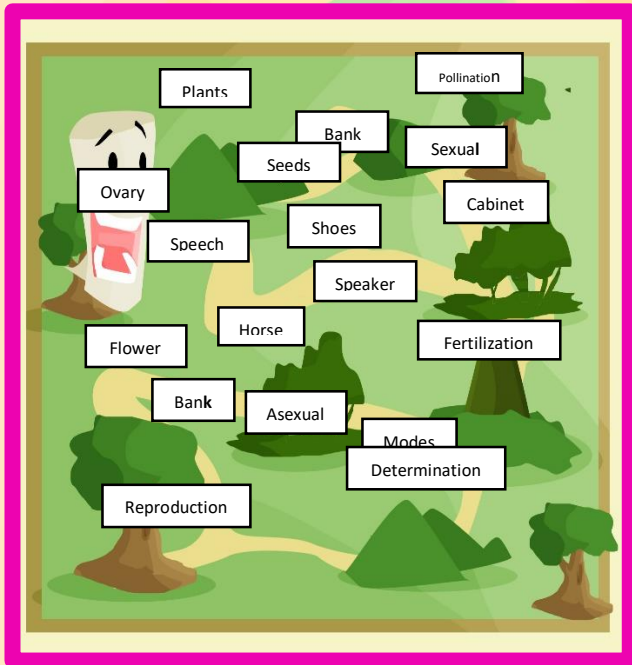 Plants
Pollination
Bank
Seeds
Sexual
Ovary
Cabinet
Speech
Shoes
Speaker
Horse
Flower
Fertilization
Bank
Asexual
Modes
Determination
Reproduction